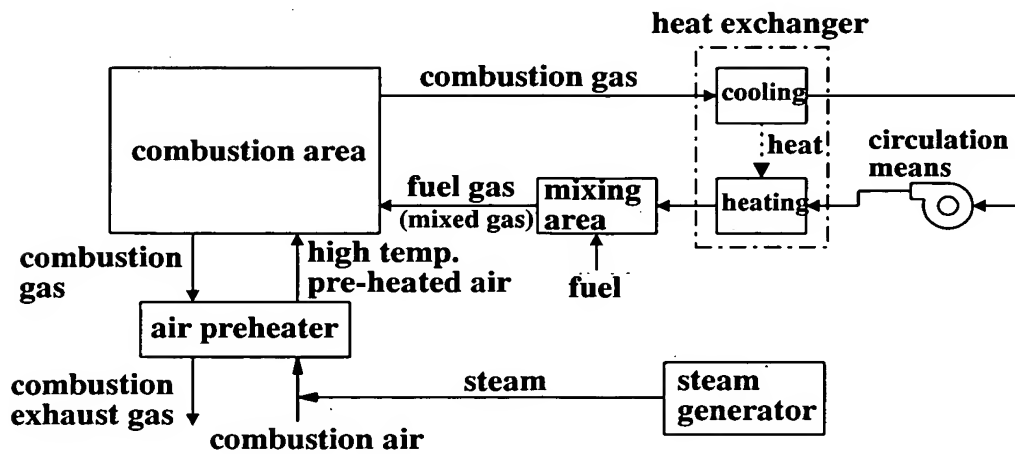 heat exchanger
combustion gas
cooling
combustion area
heat
circulation
means
fuel gas
(mixed gas)
mixing
area
heating
combustion
gas
high temp.
pre-heated air
fuel
air preheater
combustion
exhaust gas
steam
steam
generator
combustion air